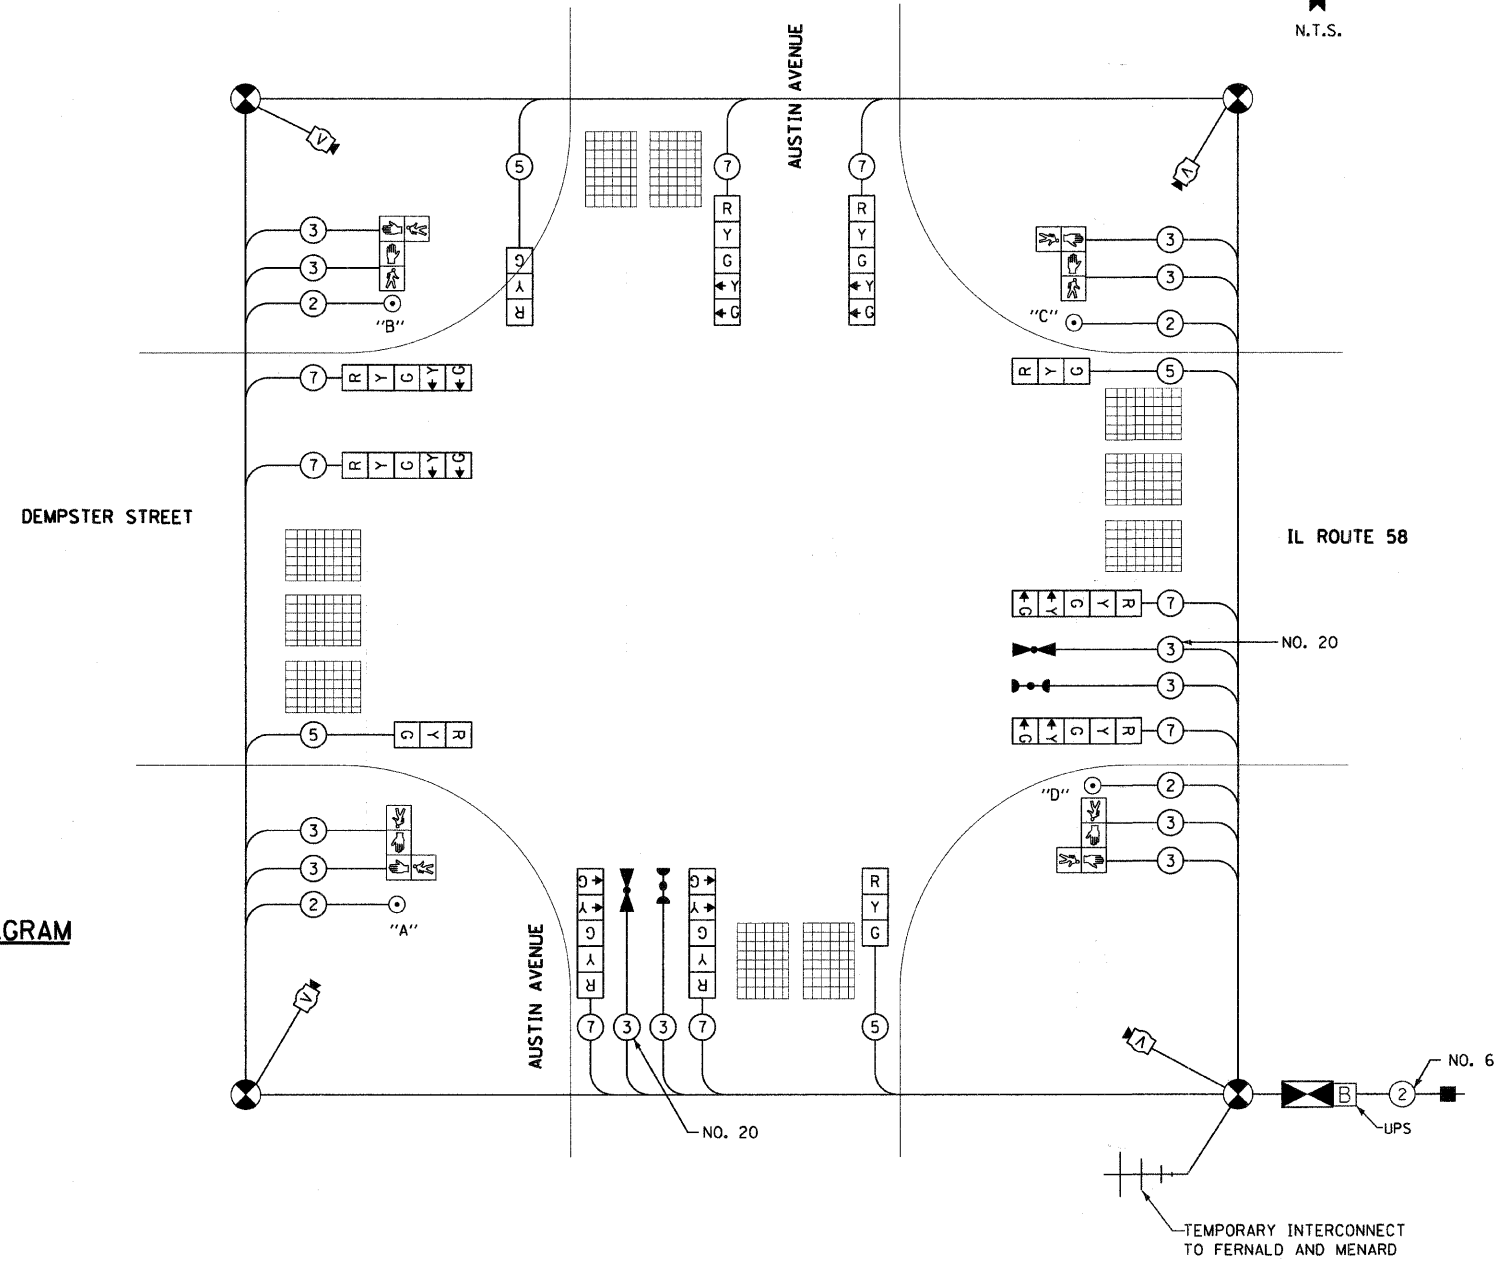 N.T.S.
AUSTIN AVENUE
V
V
5
7
7
R
Y
G
Y
G
R
Y
G
Y
G
G
Y
R
3
3
2
"B"
3
3
"C"
2
7
R Y G Y G
R Y G
5
7
R Y G Y G
DEMPSTER STREET
IL ROUTE 58
G Y G Y R
7
3
NO. 20
3
5
G Y R
G Y G Y R
7
"D"
2
3
3
3
3
2
"A"
G
Y
G
Y
R
G
Y
G
Y
R
R
Y
G
AGRAM
AUSTIN AVENUE
V
7
3
3
7
5
V
NO. 6
B
2
UPS
NO. 20
TEMPORARY INTERCONNECT
TO FERNALD AND MENARD